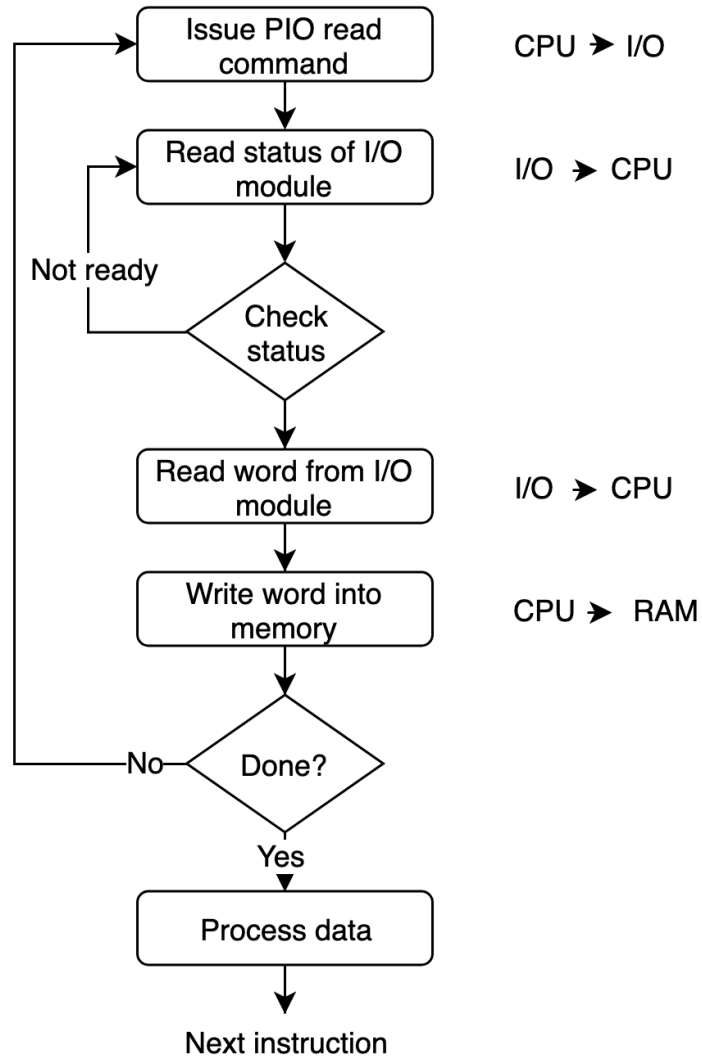 Issue PIO read
command
CPU I/O
Read status of I/O
module
I/O CPU
Not ready
Check
status
Read word from I/O
module
I/O CPU
Write word into
memory
CPU RAM
No
Done?
Yes
Process data
Next instruction